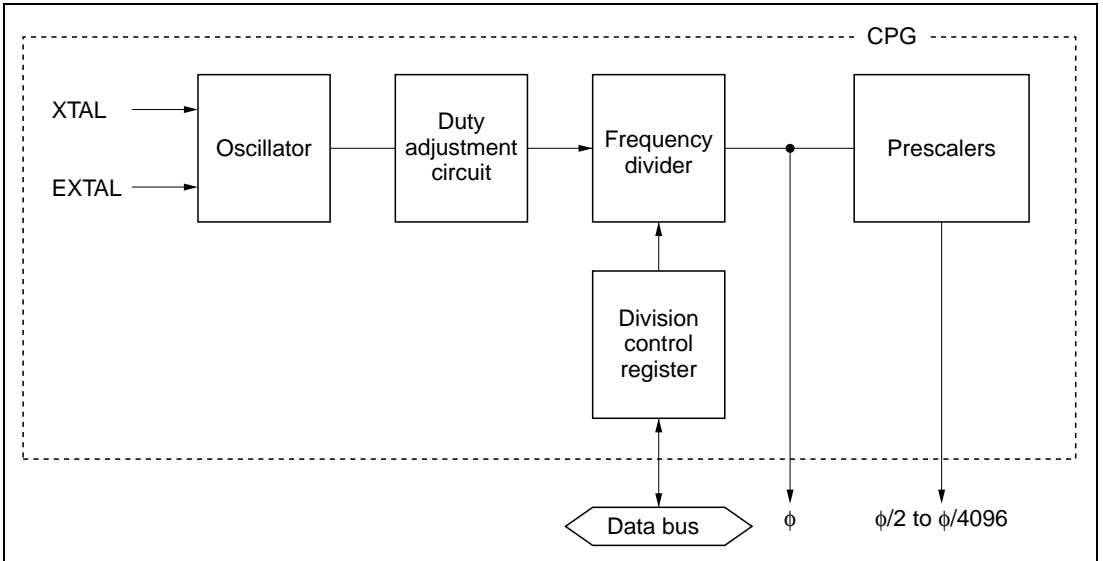 CPG
XTAL
EXTAL
Oscillator
Duty
adjustment
circuit
Frequency
divider
Prescalers
Division
control
register
Data bus
ϕ
ϕ/2 to ϕ/4096